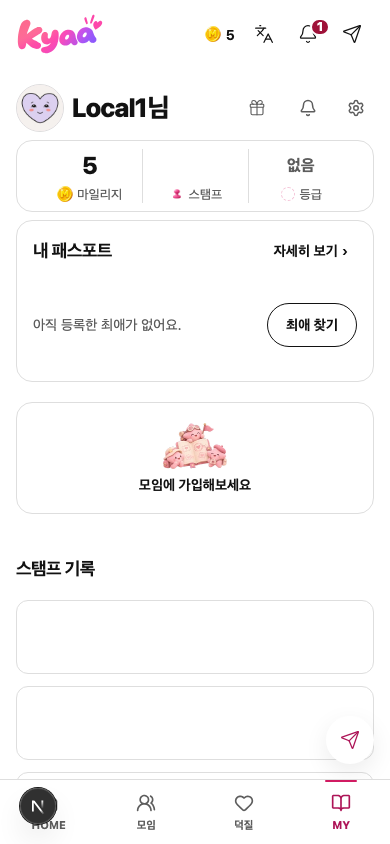 Kyaa
5
1
Local1님
5
마일리지
스탬프
없음
등급
내 패스포트
자세히 보기 ›
아직 등록한 최애가 없어요.
최애 찾기
모임에 가입해보세요
스탬프 기록
N
HOME
모임
덕질
MY